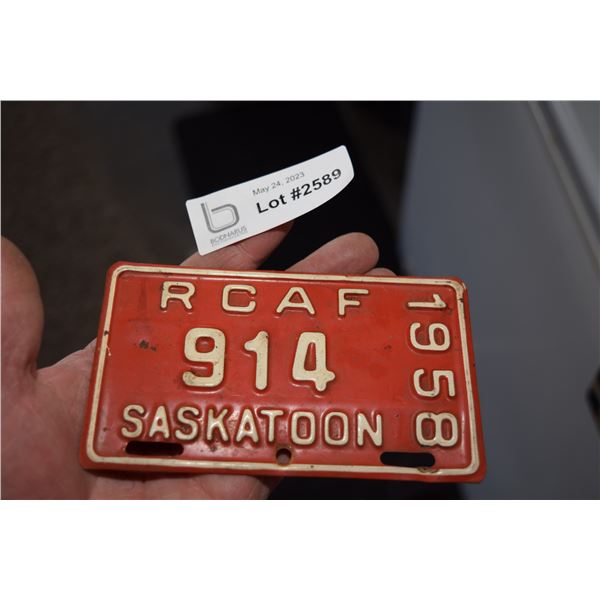 May 24, 2023
Lot #2589
BODNARUS
RCAF
914
SASKATOON
1958